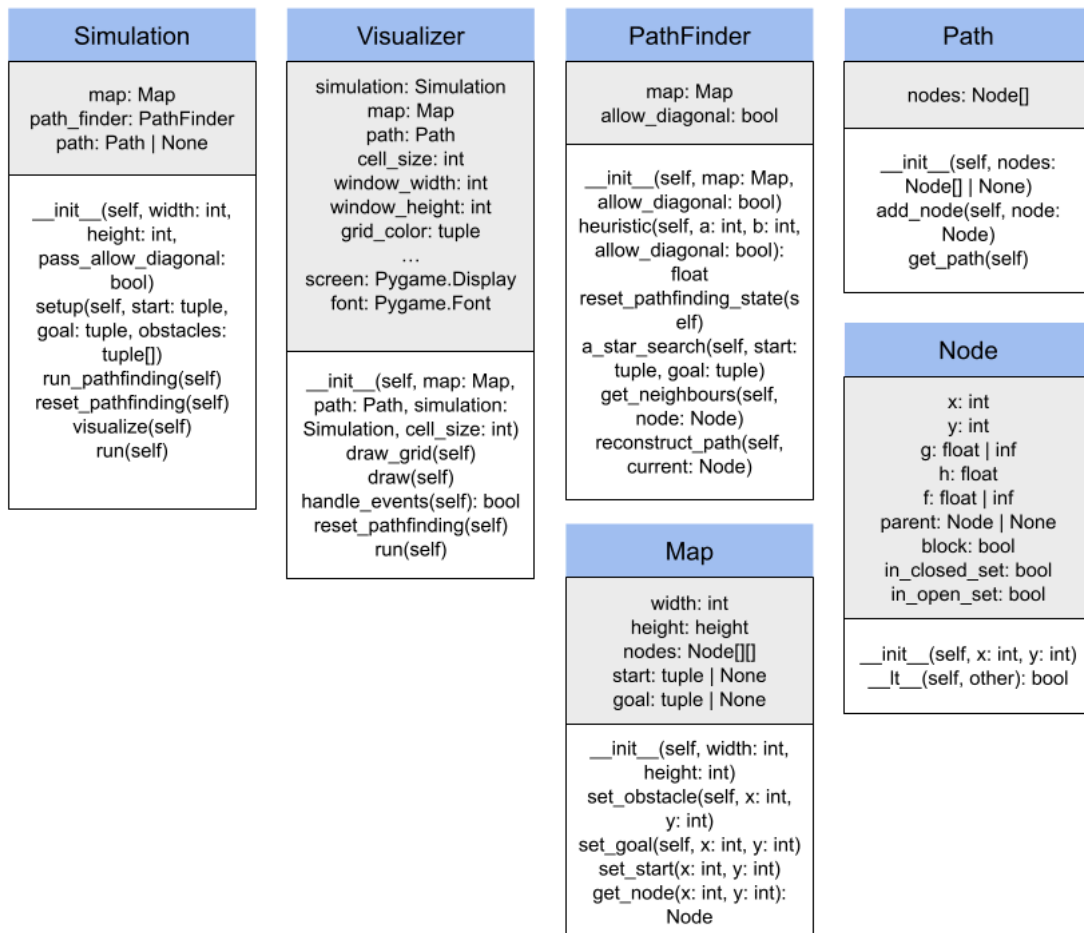 Simulation
map: Map
path_finder: PathFinder
path: Path | None
__init__(self, width: int,
height: int,
pass_allow_diagonal:
bool)
setup(self, start: tuple,
goal: tuple, obstacles:
tuple[])
run_pathfinding(self)
reset_pathfinding(self)
visualize(self)
run(self)
Visualizer
simulation: Simulation
map: Map
path: Path
cell_size: int
window_width: int
window_height: int
grid_color: tuple
…
screen: Pygame.Display
font: Pygame.Font
__init__(self, map: Map,
path: Path, simulation:
Simulation, cell_size: int)
draw_grid(self)
draw(self)
handle_events(self): bool
reset_pathfinding(self)
run(self)
PathFinder
map: Map
allow_diagonal: bool
__init__(self, map: Map,
allow_diagonal: bool)
heuristic(self, a: int, b: int,
allow_diagonal: bool):
float
reset_pathfinding_state(s
elf)
a_star_search(self, start:
tuple, goal: tuple)
get_neighbours(self,
node: Node)
reconstruct_path(self,
current: Node)
Map
width: int
height: height
nodes: Node[][]
start: tuple | None
goal: tuple | None
__init__(self, width: int,
height: int)
set_obstacle(self, x: int,
y: int)
set_goal(self, x: int, y: int)
set_start(x: int, y: int)
get_node(x: int, y: int):
Node
Path
nodes: Node[]
__init__(self, nodes:
Node[] | None)
add_node(self, node:
Node)
get_path(self)
Node
x: int
y: int
g: float | inf
h: float
f: float | inf
parent: Node | None
block: bool
in_closed_set: bool
in_open_set: bool
__init__(self, x: int, y: int)
__lt__(self, other): bool